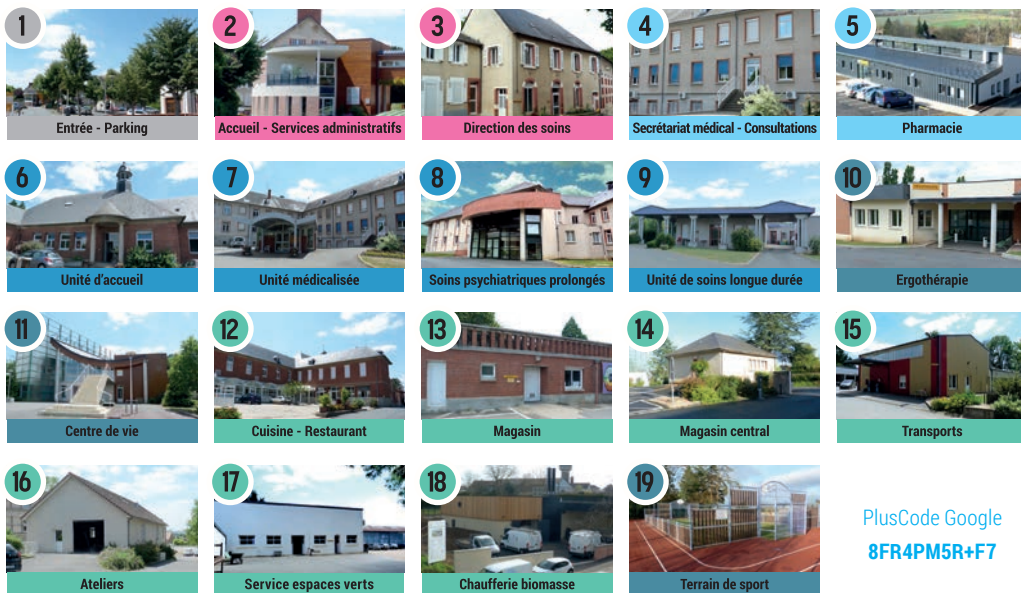 1
Entrée - Parking
2
Accueil - Services administratifs
3
Direction des soins
4
Secrétariat médical - Consultations
5
Pharmacie
6
Unité d'accueil
7
Unité médicalisée
8
Soins psychiatriques prolongés
9
Unité de soins longue durée
10
Ergothérapie
11
Centre de vie
12
Cuisine - Restaurant
13
Magasin
14
Magasin central
15
Transports
16
Ateliers
17
Service espaces verts
18
Chaufferie biomasse
19
Terrain de sport
PlusCode Google
8FR4PM5R+F7